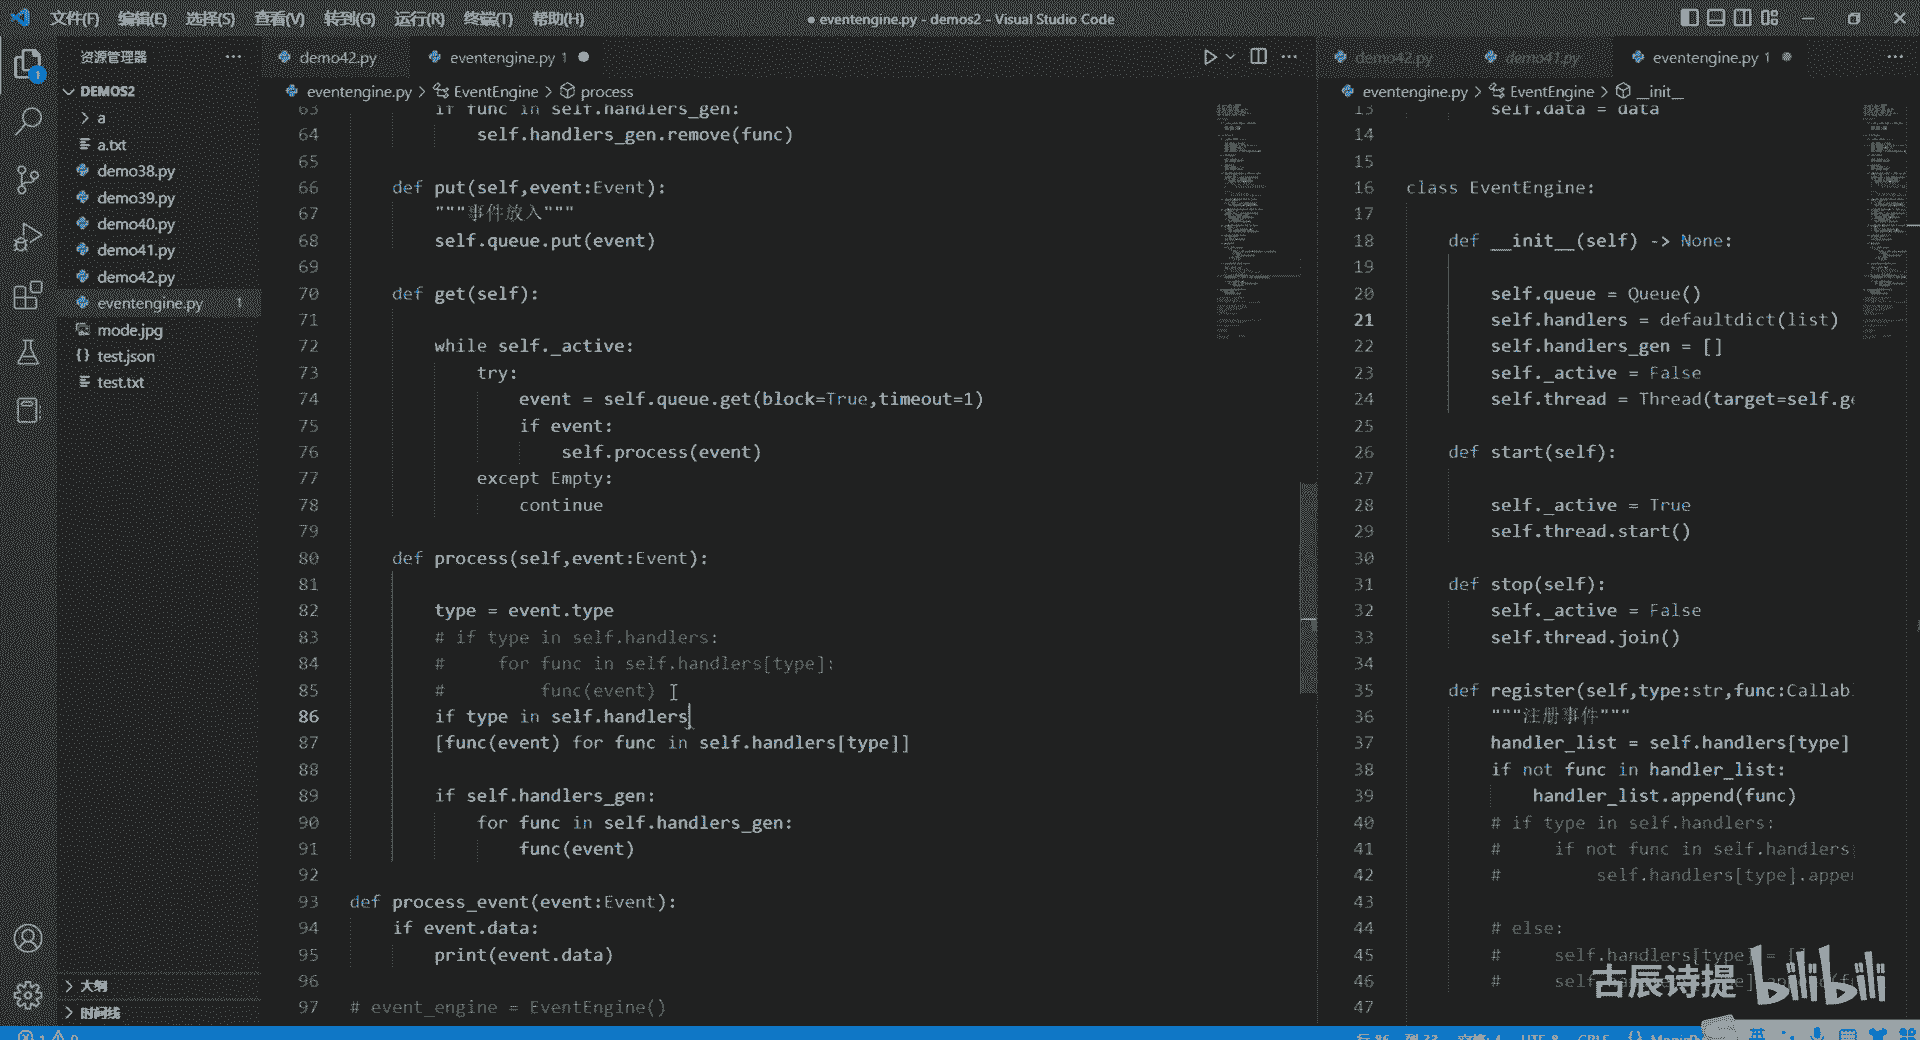 文件(F) 编辑(E) 选择(S) 查看(V) 转到(G) 运行(R) 终端(T) 帮助(H)
● eventengine.py - demos2 - Visual Studio Code
资源管理器
DEMOS2
a
a.txt
demo38.py
demo39.py
demo40.py
demo41.py
demo42.py
eventengine.py 1
mode.jpg
test.json
test.txt
大纲
时间线
demo42.py
eventengine.py 1
eventengine.py > EventEngine > process
63 if func in self.handlers_gen:
64 self.handlers_gen.remove(func)
65
66 def put(self,event:Event):
67 """事件放入"""
68 self.queue.put(event)
69
70 def get(self):
71
72 while self._active:
73 try:
74 event = self.queue.get(block=True,timeout=1)
75 if event:
76 self.process(event)
77 except Empty:
78 continue
79
80 def process(self,event:Event):
81
82 type = event.type
83 # if type in self.handlers:
84 #     for func in self.handlers[type]:
85 #         func(event)
86 if type in self.handlers
87 [func(event) for func in self.handlers[type]]
88
89 if self.handlers_gen:
90 for func in self.handlers_gen:
91 func(event)
92
93 def process_event(event:Event):
94 if event.data:
95 print(event.data)
96
97 # event_engine = EventEngine()
demo42.py
demo41.py
eventengine.py 1
eventengine.py > EventEngine > __init__
13 self.data = data
14
15
16 class EventEngine:
17
18 def __init__(self) -> None:
19
20 self.queue = Queue()
21 self.handlers = defaultdict(list)
22 self.handlers_gen = []
23 self._active = False
24 self.thread = Thread(target=self.ge
25
26 def start(self):
27
28 self._active = True
29 self.thread.start()
30
31 def stop(self):
32 self._active = False
33 self.thread.join()
34
35 def register(self,type:str,func:Callab
36 """注册事件"""
37 handler_list = self.handlers[type]
38 if not func in handler_list:
39 handler_list.append(func)
40 # if type in self.handlers:
41 #     if not func in self.handlers
42 #         self.handlers[type].appe
43
44 # else:
45 #     self.handlers[type] = [
46 #     self
47
古辰诗提 bilibili
行 86 列 33 空格: 4 UTF-8 CRLF
英